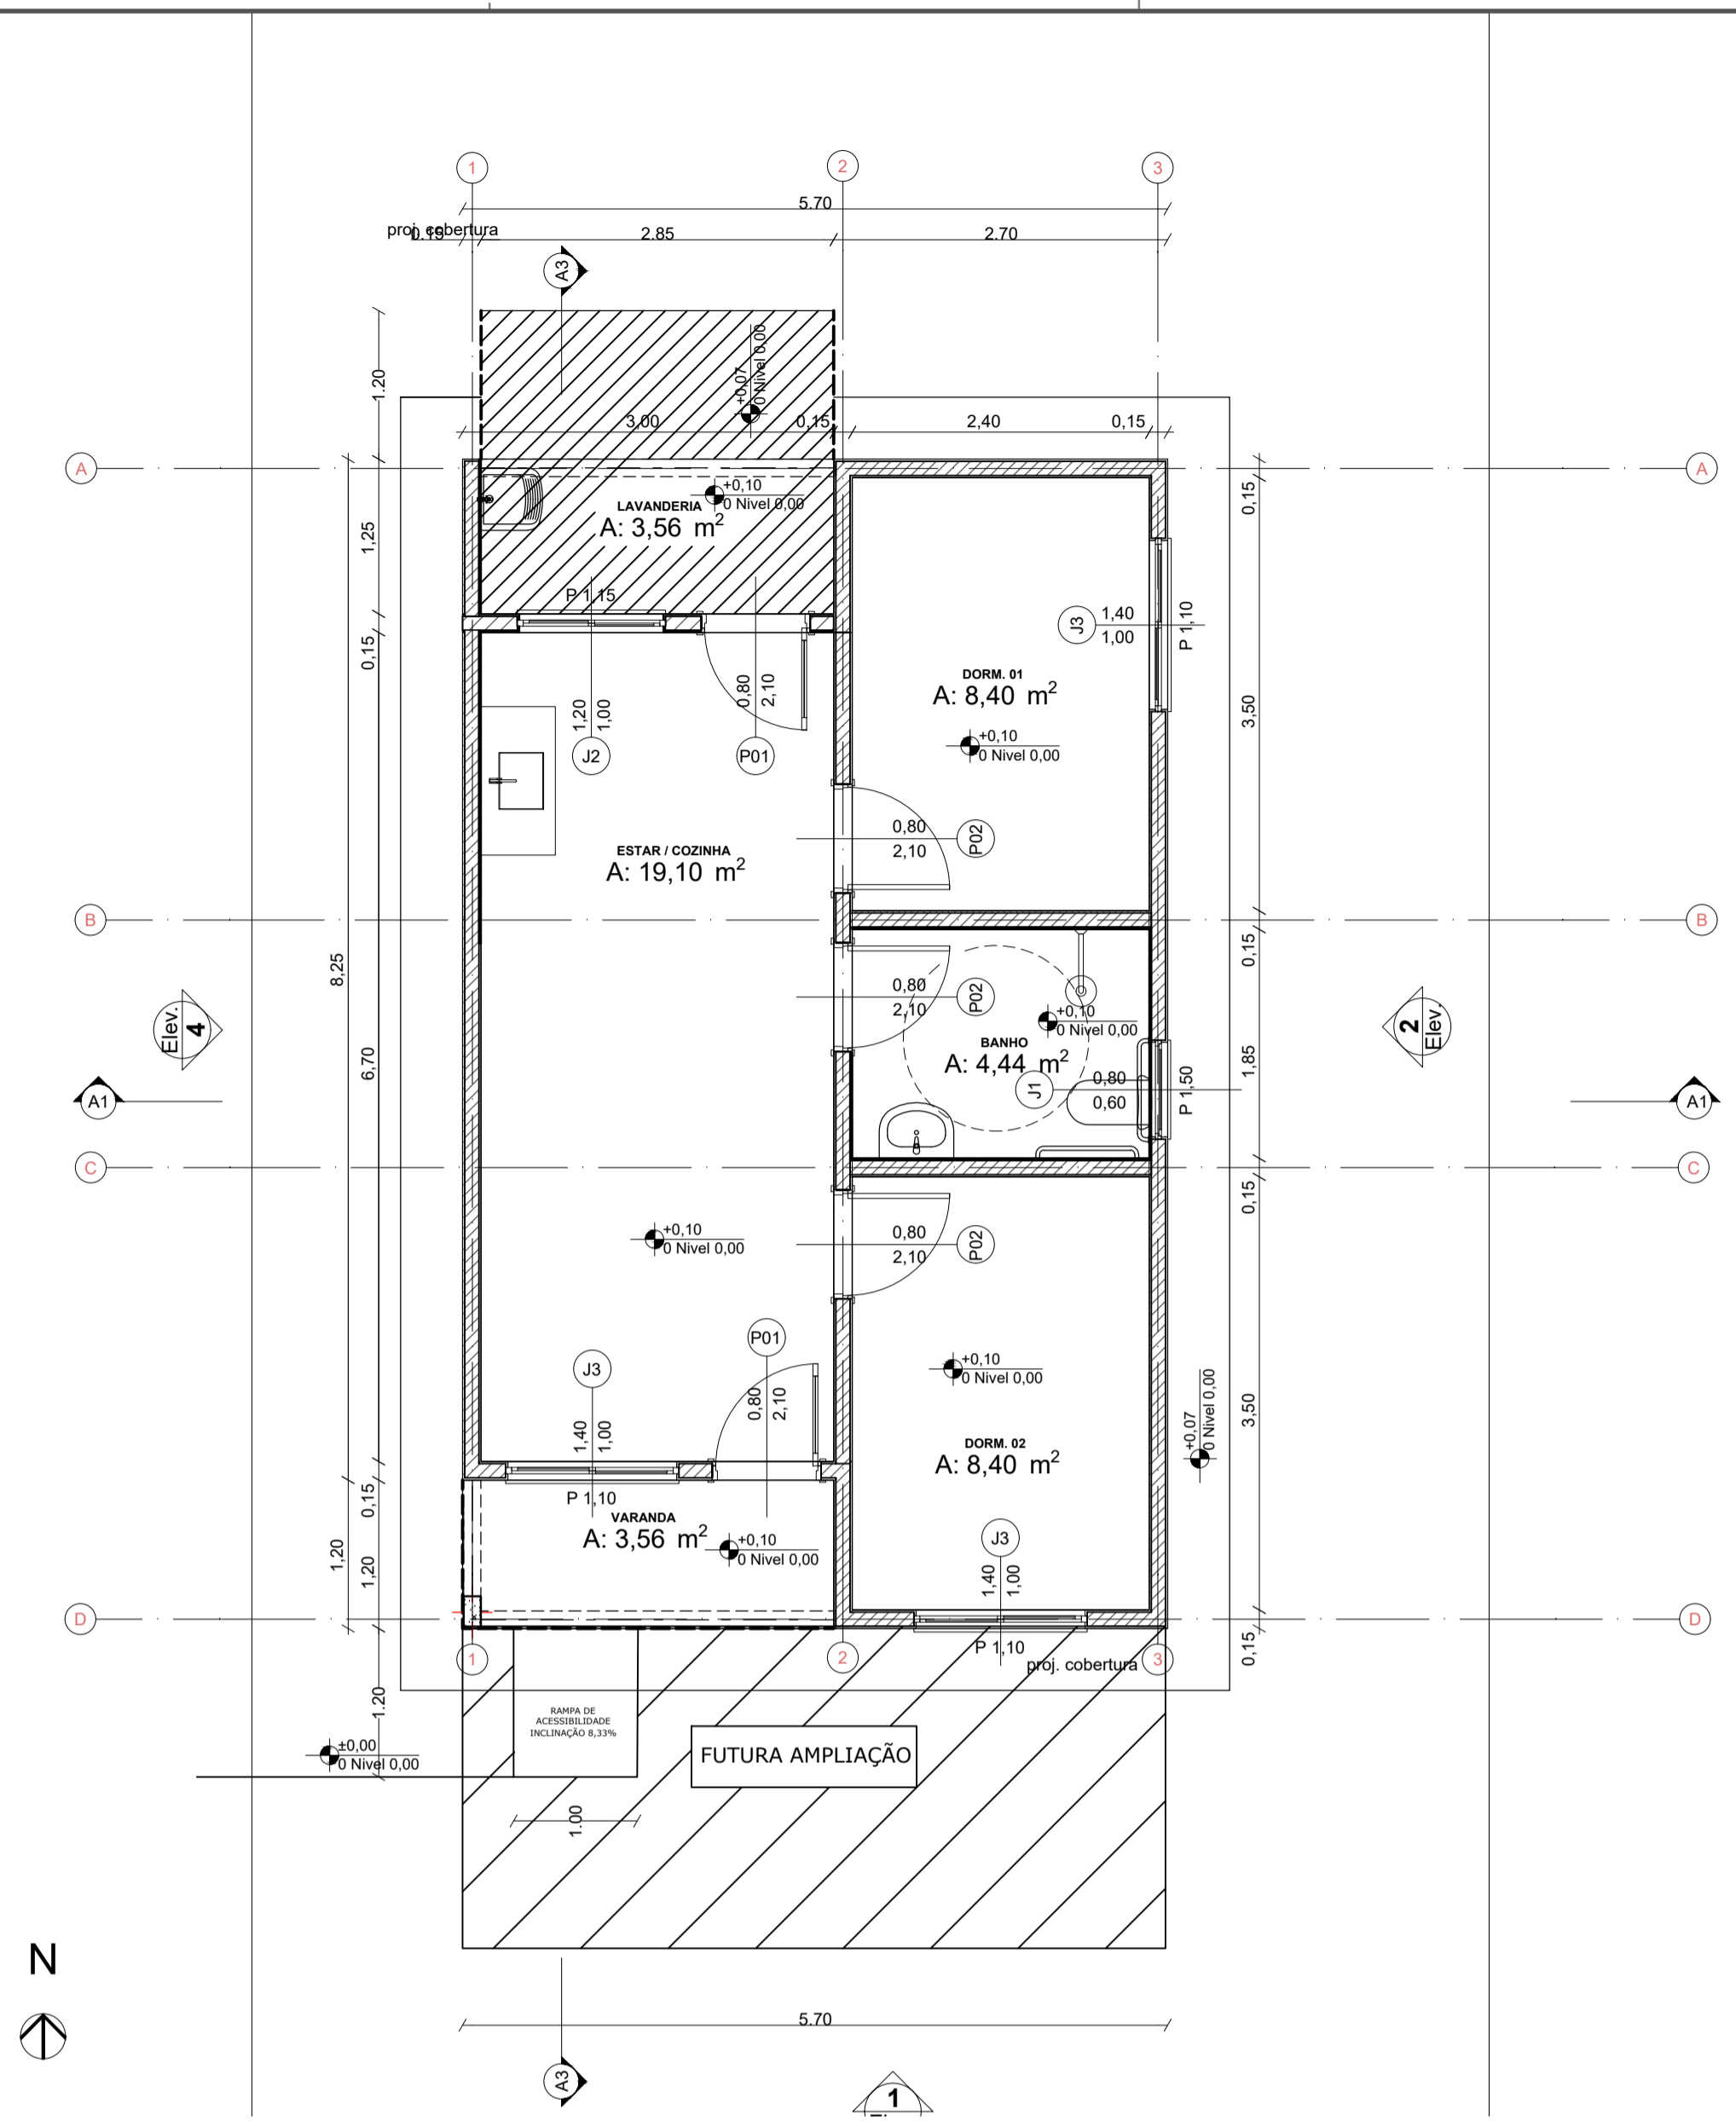 1
2
3
5.70
proj. cobertura
0.15
2.85
2.70
A3
1.20
+0,07
0 Nivel 0,00
3,00
0,15
2,40
0,15
A
A
LAVANDERIA
A: 3,56 m²
+0,10
0 Nivel 0,00
0,15
1,25
P 1,15
0,15
1,20
1,00
J2
0,80
2,10
P01
J3
1,40
1,00
P 1,10
DORM. 01
A: 8,40 m²
+0,10
0 Nivel 0,00
3,50
ESTAR / COZINHA
A: 19,10 m²
0,80
2,10
P02
B
B
8,25
0,15
0,80
2,10
P02
+0,10
0 Nivel 0,00
BANHO
A: 4,44 m²
J1
0,80
0,60
P 1,50
1,85
Elev.
4
2
Elev.
6,70
A1
A1
C
C
0,15
+0,10
0 Nivel 0,00
0,80
2,10
P02
P01
0,80
2,10
J3
1,40
1,00
+0,10
0 Nivel 0,00
+0,07
0 Nivel 0,00
3,50
DORM. 02
A: 8,40 m²
P 1,10
0,15
VARANDA
A: 3,56 m²
+0,10
0 Nivel 0,00
1,20
1,20
J3
1,40
1,00
D
D
0,15
P 1,10
proj. cobertura
1
2
3
1.20
RAMPA DE
ACESSIBILIDADE
INCLINAÇÃO 8,33%
±0,00
0 Nivel 0,00
FUTURA AMPLIAÇÃO
1.00
N
5.70
A3
1